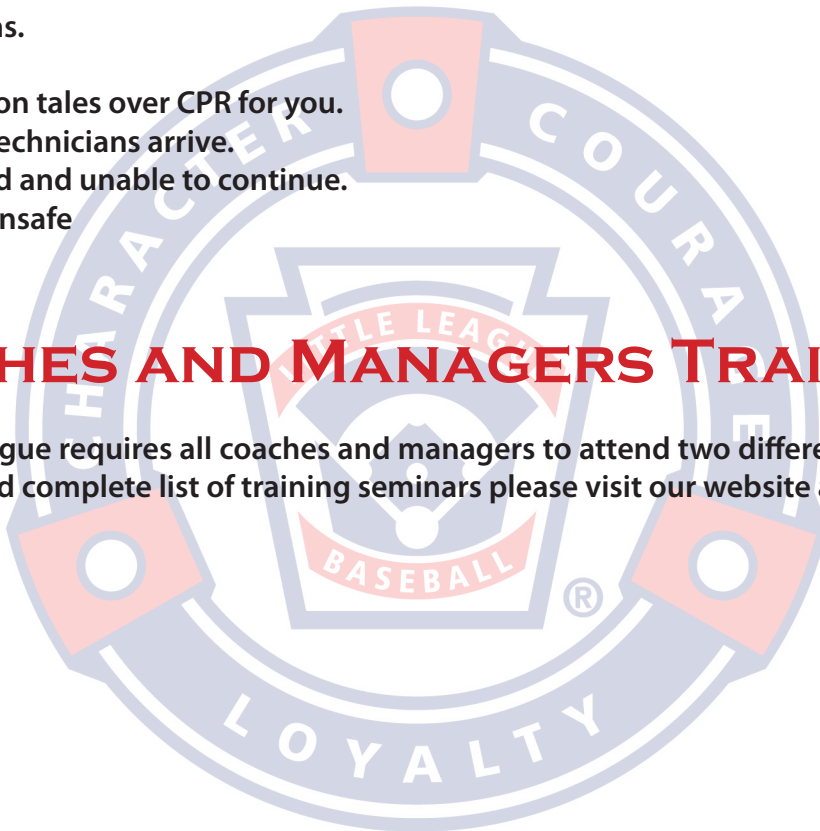 ns.
on tales over CPR for you.
echnicians arrive.
d and unable to continue.
nsafe
CHARACTER
COURAGE
LITTLE LEAGUE
HES AND MANAGERS TRAI
gue requires all coaches and managers to attend two differe
d complete list of training seminars please visit our website a
BASEBALL
®
LOYALTY